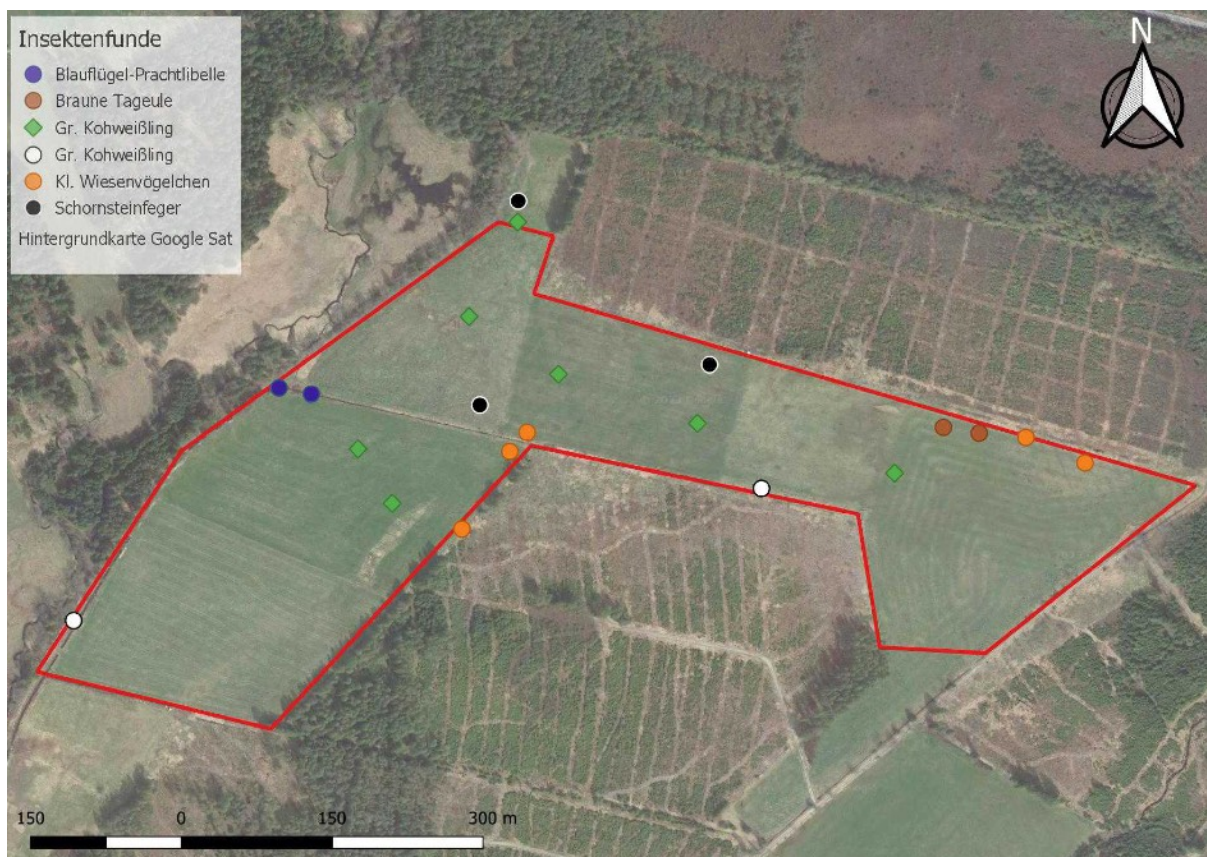 Insektenfunde
Blauflügel-Prachtlibelle
Braune Tageule
Gr. Kohweißling
Gr. Kohweißling
Kl. Wiesenvögelchen
Schornsteinfeger
Hintergrundkarte Google Sat
N
150 0 150 300 m